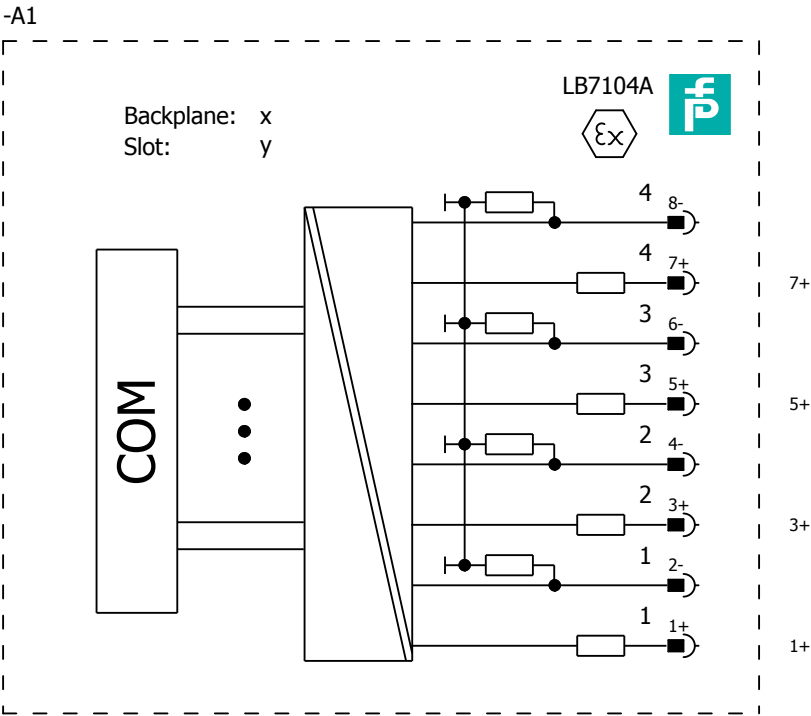 -A1
LB7104A
Backplane: x
Slot: y
εx
4 8-
4 7+ 7+
3 6-
3 5+ 5+
2 4-
2 3+ 3+
1 2-
1 1+ 1+
COM